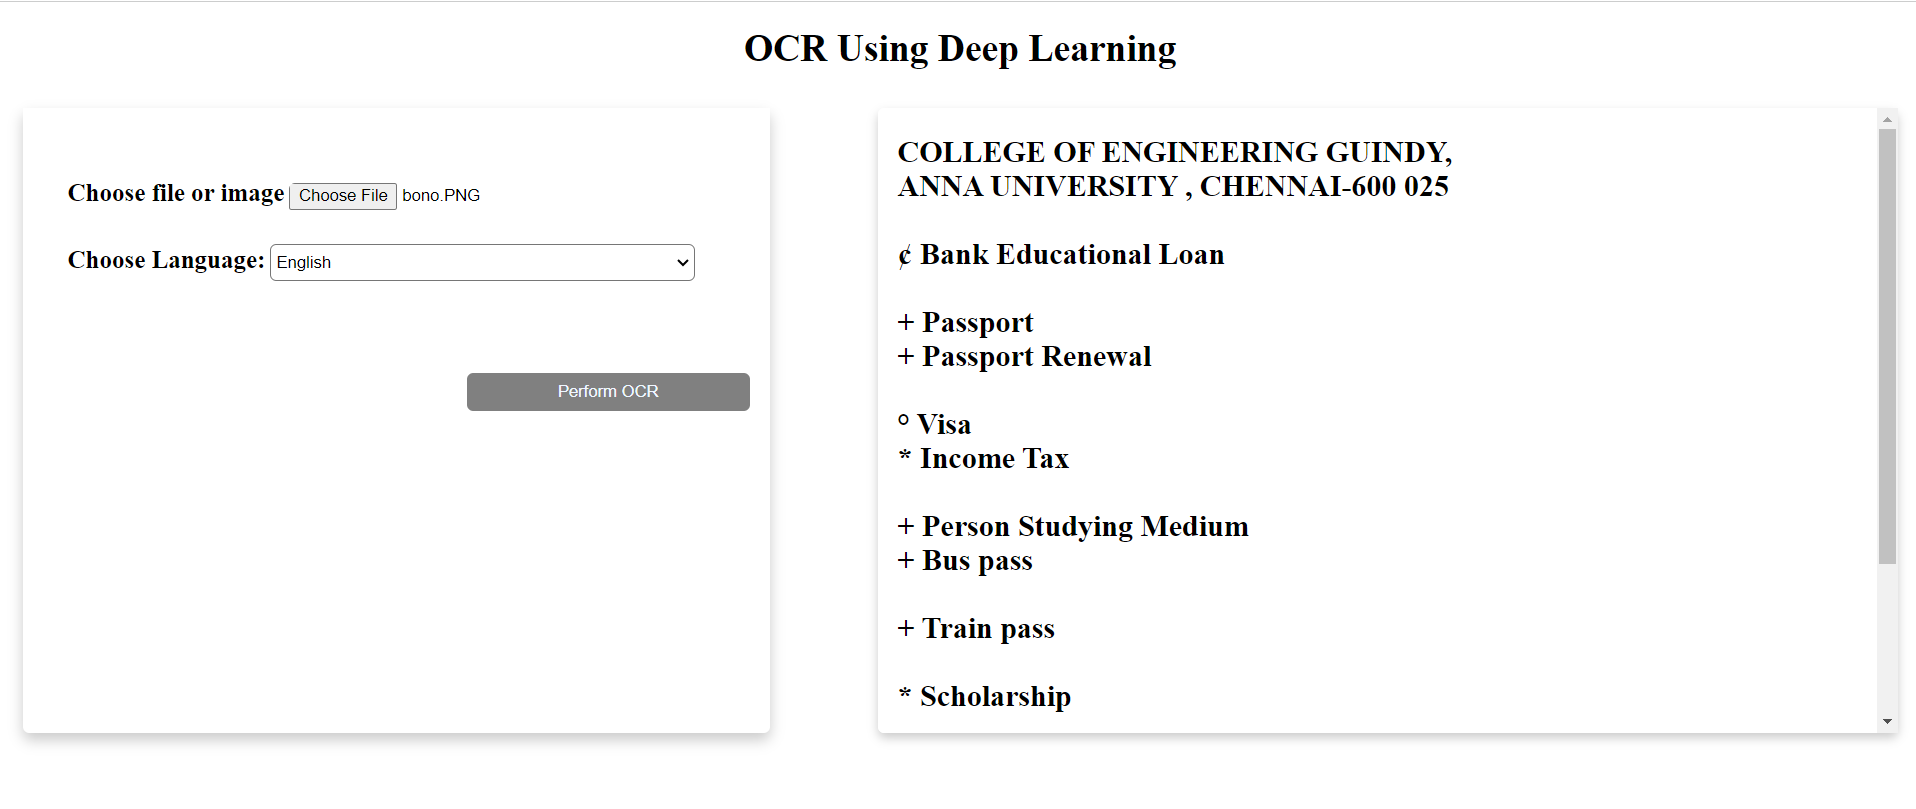 OCR Using Deep Learning
Choose file or image Choose File bono.PNG
Choose Language: English
Perform OCR
COLLEGE OF ENGINEERING GUINDY,
ANNA UNIVERSITY , CHENNAI-600 025
¢ Bank Educational Loan
+ Passport
+ Passport Renewal
° Visa
* Income Tax
+ Person Studying Medium
+ Bus pass
+ Train pass
* Scholarship